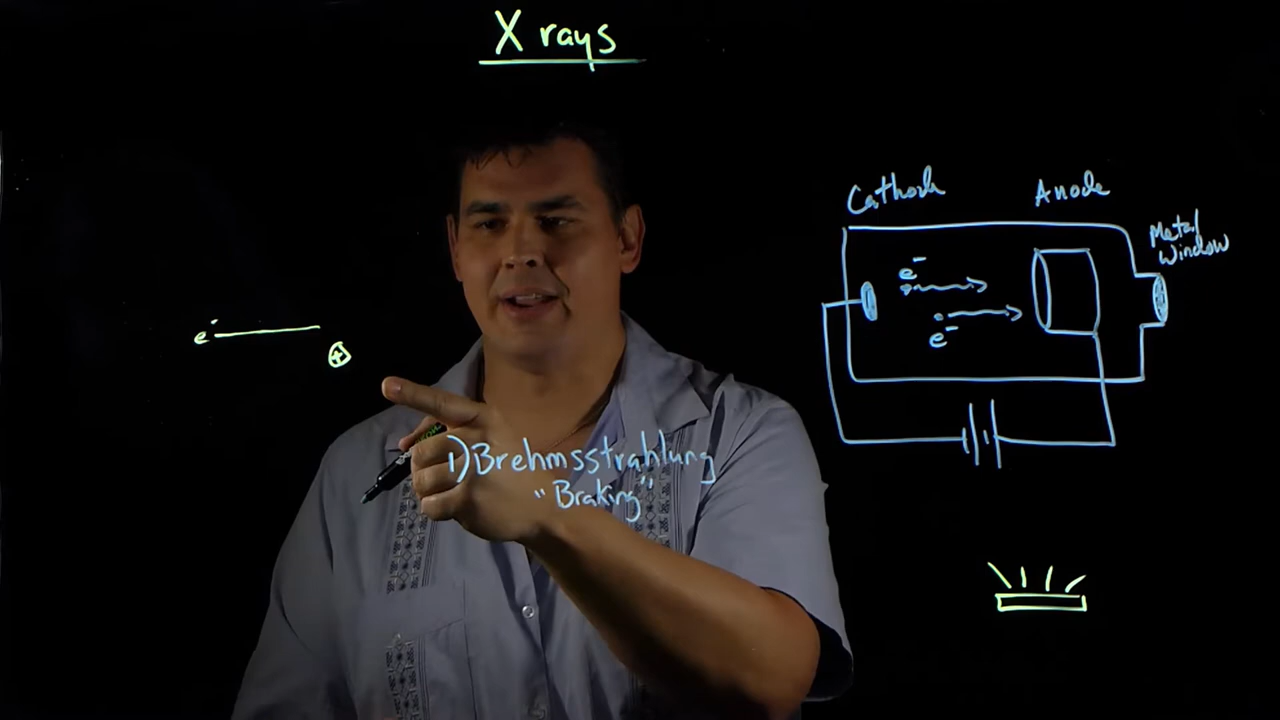 X rays
Cathode
Anode
Metal
Window
e⁻
e⁻
e⁻
+
1) Brehmsstrahlung
"Braking"